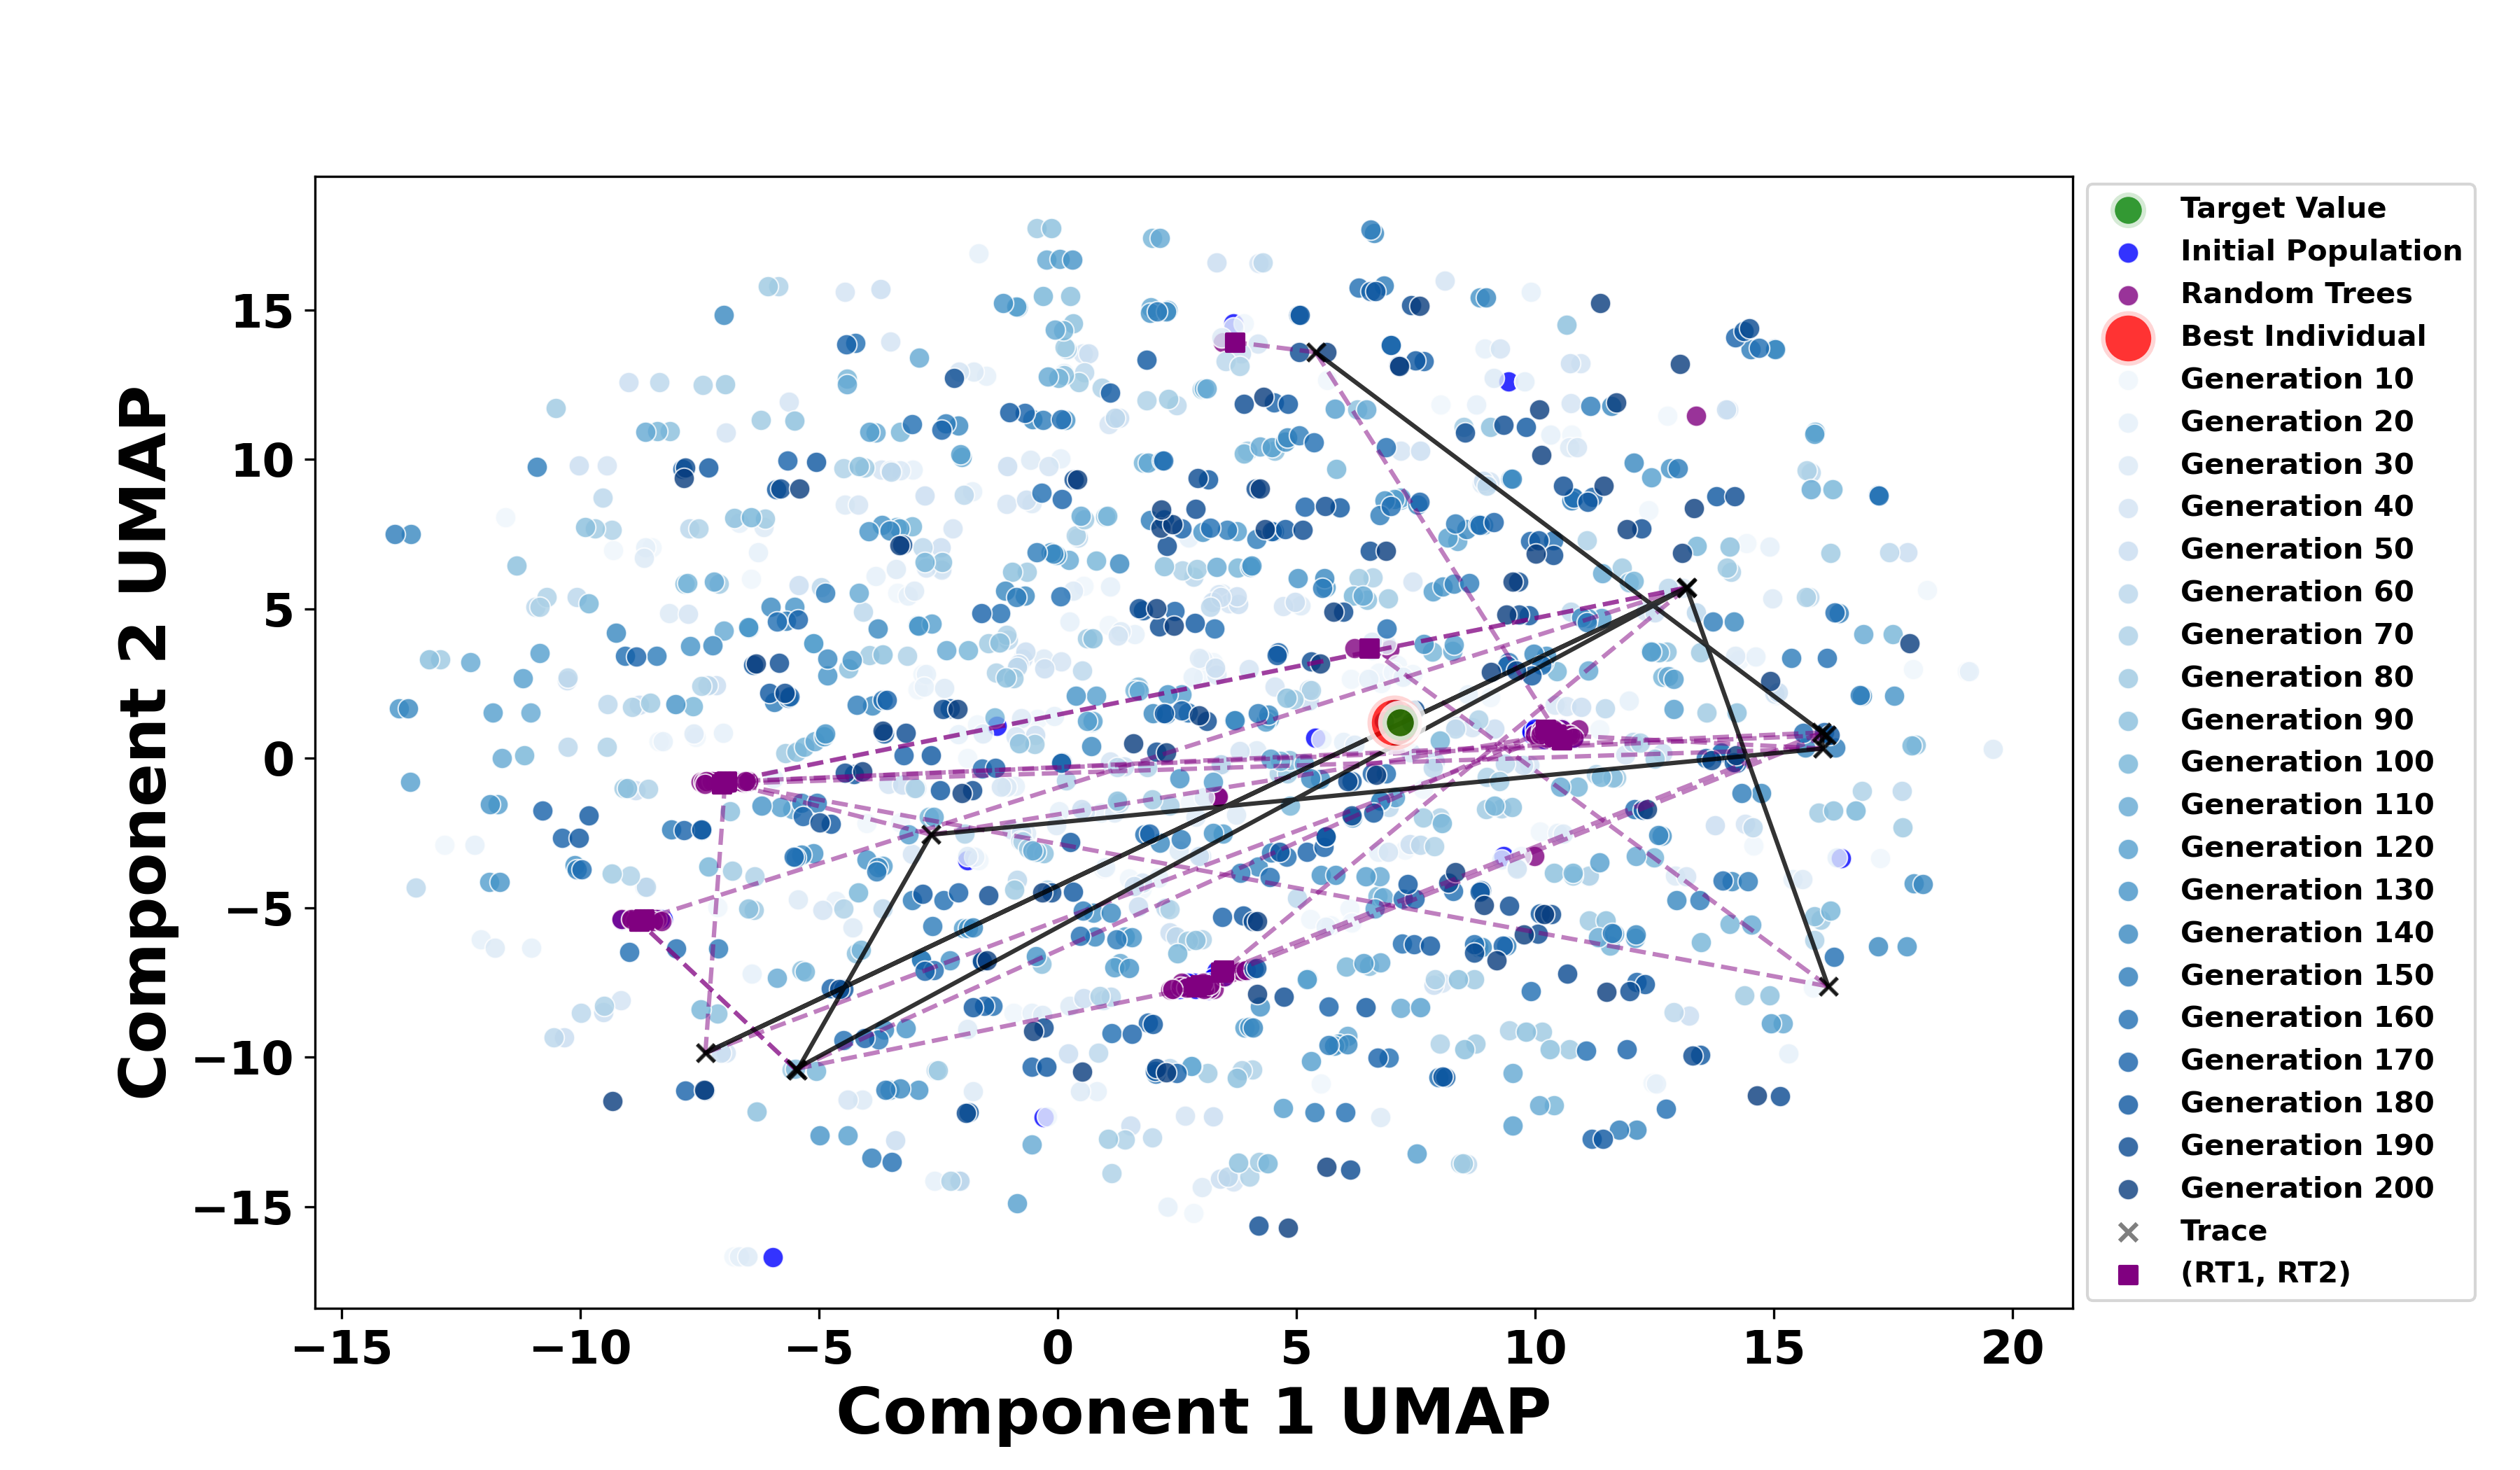 15
10
5
0
−5
−10
−15
−15
−10
−5
0
5
10
15
20
Component 2 UMAP
Component 1 UMAP
Target Value
Initial Population
Random Trees
Best Individual
Generation 10
Generation 20
Generation 30
Generation 40
Generation 50
Generation 60
Generation 70
Generation 80
Generation 90
Generation 100
Generation 110
Generation 120
Generation 130
Generation 140
Generation 150
Generation 160
Generation 170
Generation 180
Generation 190
Generation 200
Trace
(RT1, RT2)